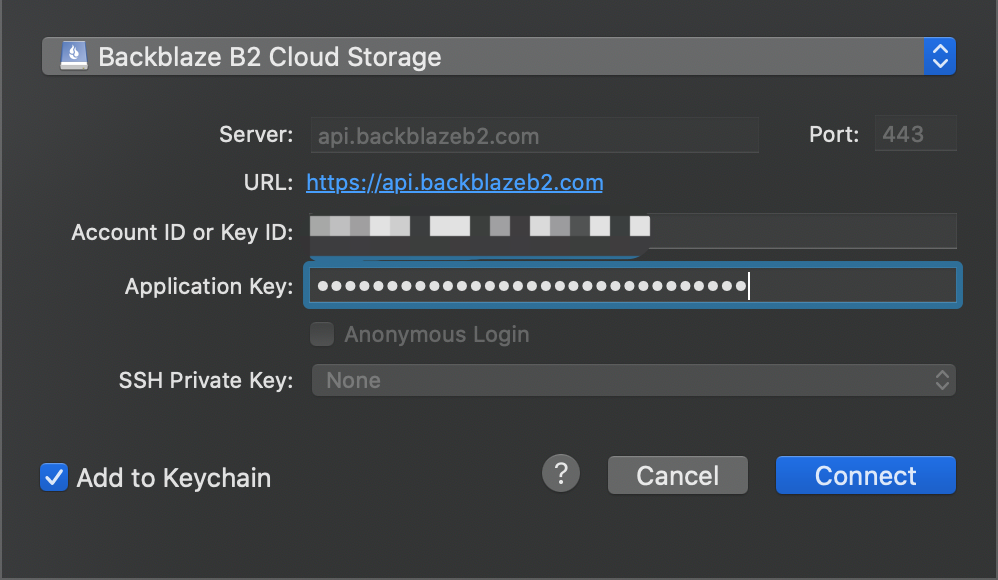 Backblaze B2 Cloud Storage
Server: api.backblazeb2.com Port: 443
URL: https://api.backblazeb2.com
Account ID or Key ID:
Application Key: •••••••••••••••••••••••••••••••
Anonymous Login
SSH Private Key: None
Add to Keychain ? Cancel Connect